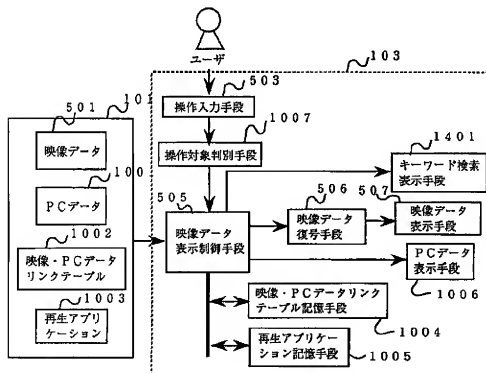 ユーザ
103
503
操作入力手段
501
101
1007
映像データ
操作対象判別手段
1401
キーワード検索
表示手段
100
PCデータ
505
506
507
映像データ
表示制御手段
映像データ
復号手段
映像データ
表示手段
1002
映像・PCデータ
リンクテーブル
PCデータ
表示手段
1006
1003
再生アプリ
ケーション
映像・PCデータリンク
テーブル記憶手段
1004
再生アプリケー
ション記憶手段
1005